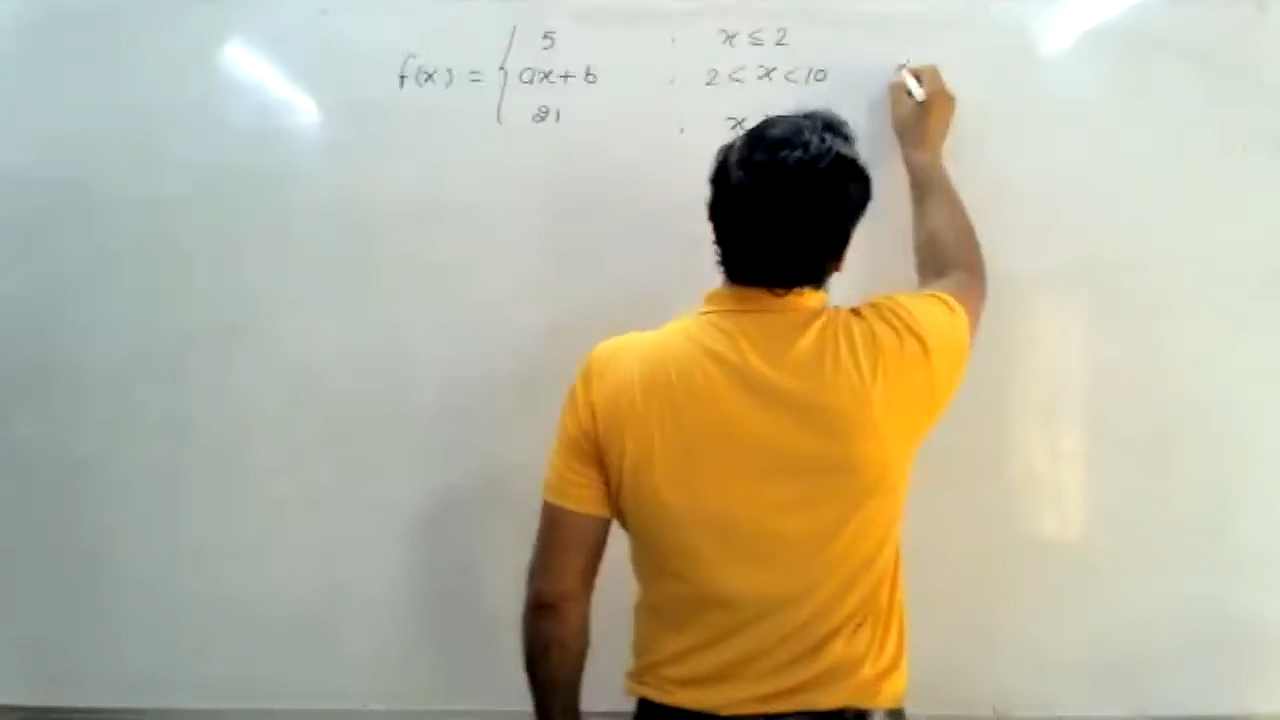 f(x) = { 5 , x ≤ 2
ax+b , 2 < x < 10
21 , x